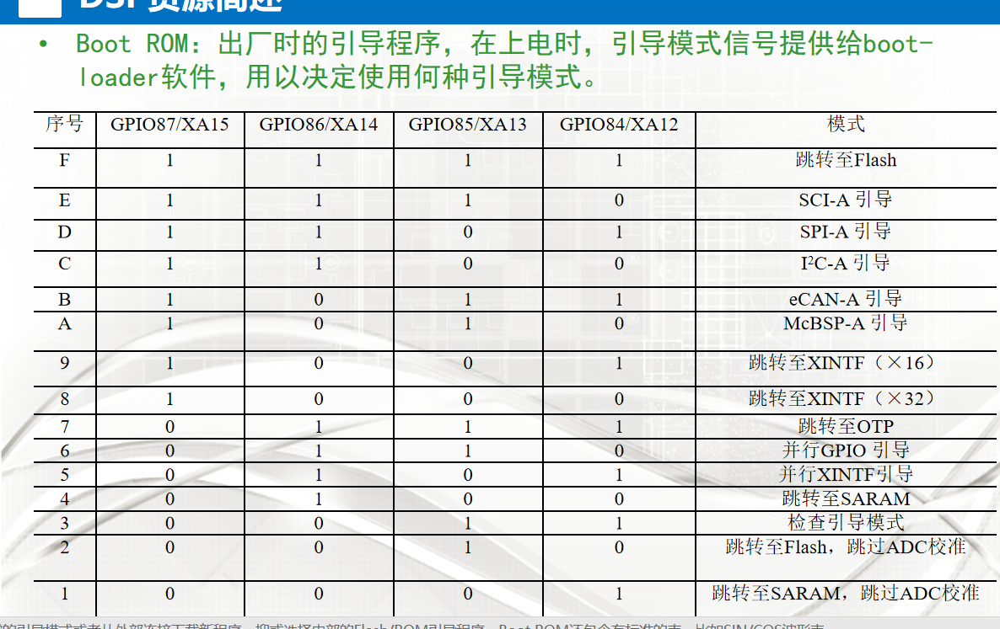 DSP 资源简述
• Boot ROM：出厂时的引导程序，在上电时，引导模式信号提供给boot-
loader软件，用以决定使用何种引导模式。
序号 GPIO87/XA15 GPIO86/XA14 GPIO85/XA13 GPIO84/XA12 模式
F 1 1 1 1 跳转至Flash
E 1 1 1 0 SCI-A 引导
D 1 1 0 1 SPI-A 引导
C 1 1 0 0 I²C-A 引导
B 1 0 1 1 eCAN-A 引导
A 1 0 1 0 McBSP-A 引导
9 1 0 0 1 跳转至XINTF（×16）
8 1 0 0 0 跳转至XINTF（×32）
7 0 1 1 1 跳转至OTP
6 0 1 1 0 并行GPIO 引导
5 0 1 0 1 并行XINTF引导
4 0 1 0 0 跳转至SARAM
3 0 0 1 1 检查引导模式
2 0 0 1 0 跳转至Flash，跳过ADC校准
1 0 0 0 1 跳转至SARAM，跳过ADC校准
的引导模式或者从外部连接下载新程序，抑或选择内部的Flash/ROM引导程序。Boot ROM还包含有标准的表，比如SIN/COS波形表